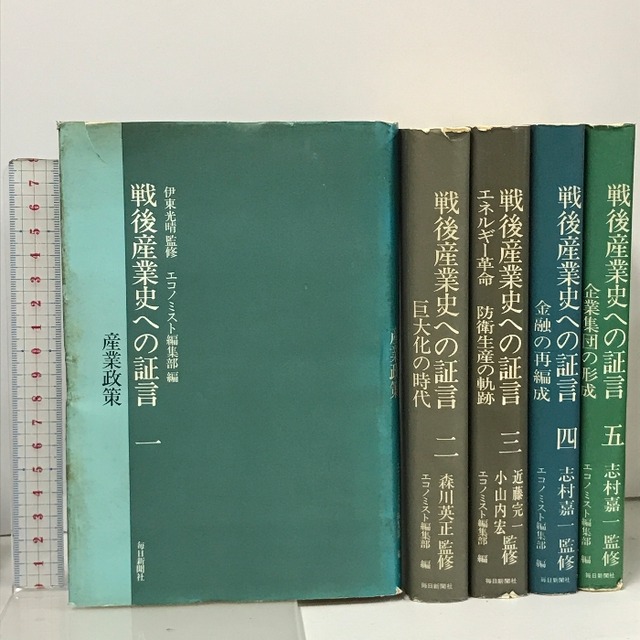 戦後産業史への証言 一
産業政策
伊東光晴 監修 エコノミスト編集部 編
毎日新聞社
産業政策
戦後産業史への証言 二
巨大化の時代
森川英正 監修
エコノミスト編集部 編
毎日新聞社
戦後産業史への証言 三
エネルギー革命 防衛生産の軌跡
近藤完一
小山内宏 監修
エコノミスト編集部 編
毎日新聞社
戦後産業史への証言 四
金融の再編成
志村嘉一 監修
エコノミスト編集部 編
毎日新聞社
戦後産業史への証言 五
企業集団の形成
志村嘉一 監修
エコノミスト編集部 編
毎日新聞社